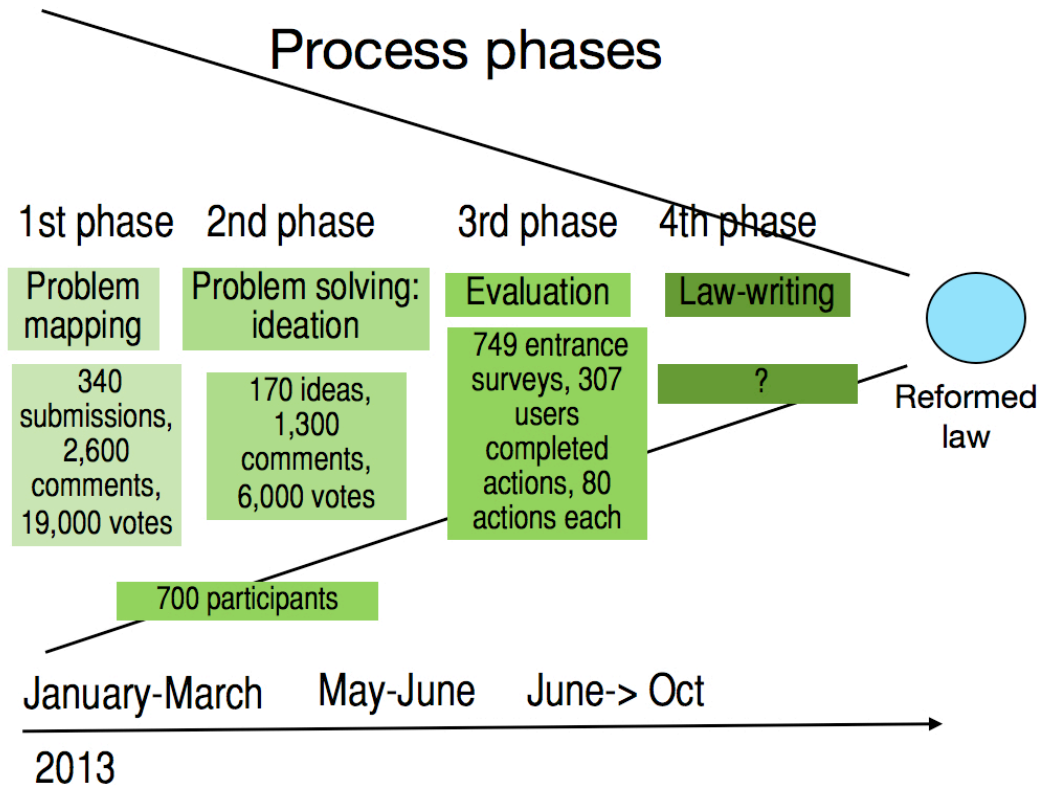 Process phases
1st phase
2nd phase
3rd phase
4th phase
Problem
mapping
Problem solving:
ideation
Evaluation
Law-writing
340
submissions,
2,600
comments,
19,000 votes
170 ideas,
1,300
comments,
6,000 votes
749 entrance
surveys, 307
users
completed
actions, 80
actions each
?
Reformed
law
700 participants
January-March
May-June
June-> Oct
2013